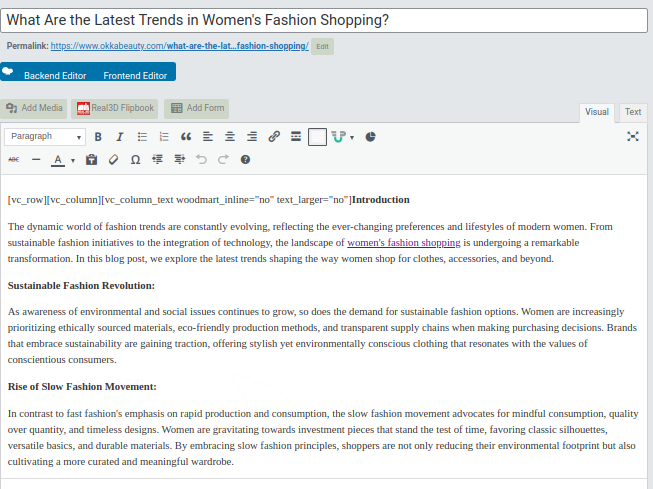 What Are the Latest Trends in Women's Fashion Shopping?
Permalink: https://www.okkabeauty.com/what-are-the-lat…fashion-shopping/ Edit
Backend Editor Frontend Editor
Add Media Real3D Flipbook Add Form
Visual Text
Paragraph
[vc_row][vc_column][vc_column_text woodmart_inline="no" text_larger="no"]Introduction
The dynamic world of fashion trends are constantly evolving, reflecting the ever-changing preferences and lifestyles of modern women. From
sustainable fashion initiatives to the integration of technology, the landscape of women's fashion shopping is undergoing a remarkable
transformation. In this blog post, we explore the latest trends shaping the way women shop for clothes, accessories, and beyond.
Sustainable Fashion Revolution:
As awareness of environmental and social issues continues to grow, so does the demand for sustainable fashion options. Women are increasingly
prioritizing ethically sourced materials, eco-friendly production methods, and transparent supply chains when making purchasing decisions. Brands
that embrace sustainability are gaining traction, offering stylish yet environmentally conscious clothing that resonates with the values of
conscientious consumers.
Rise of Slow Fashion Movement:
In contrast to fast fashion's emphasis on rapid production and consumption, the slow fashion movement advocates for mindful consumption, quality
over quantity, and timeless designs. Women are gravitating towards investment pieces that stand the test of time, favoring classic silhouettes,
versatile basics, and durable materials. By embracing slow fashion principles, shoppers are not only reducing their environmental footprint but also
cultivating a more curated and meaningful wardrobe.